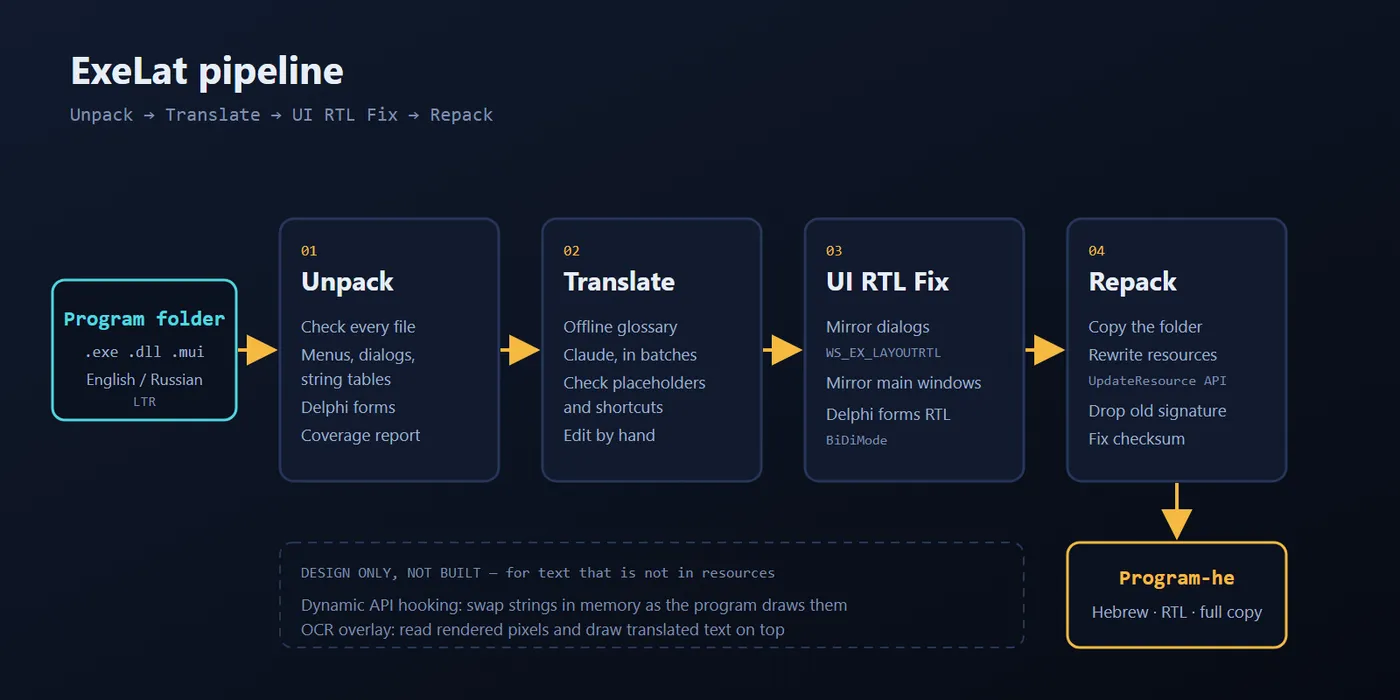 ExeLat pipeline
Unpack → Translate → UI RTL Fix → Repack
Program folder
.exe .dll .mui
English / Russian
LTR
01
Unpack
Check every file
Menus, dialogs,
string tables
Delphi forms
Coverage report
02
Translate
Offline glossary
Claude, in batches
Check placeholders
and shortcuts
Edit by hand
03
UI RTL Fix
Mirror dialogs
WS_EX_LAYOUTRTL
Mirror main windows
Delphi forms RTL
BiDiMode
04
Repack
Copy the folder
Rewrite resources
UpdateResource API
Drop old signature
Fix checksum
DESIGN ONLY, NOT BUILT — for text that is not in resources
Dynamic API hooking: swap strings in memory as the program draws them
OCR overlay: read rendered pixels and draw translated text on top
Program-he
Hebrew · RTL · full copy